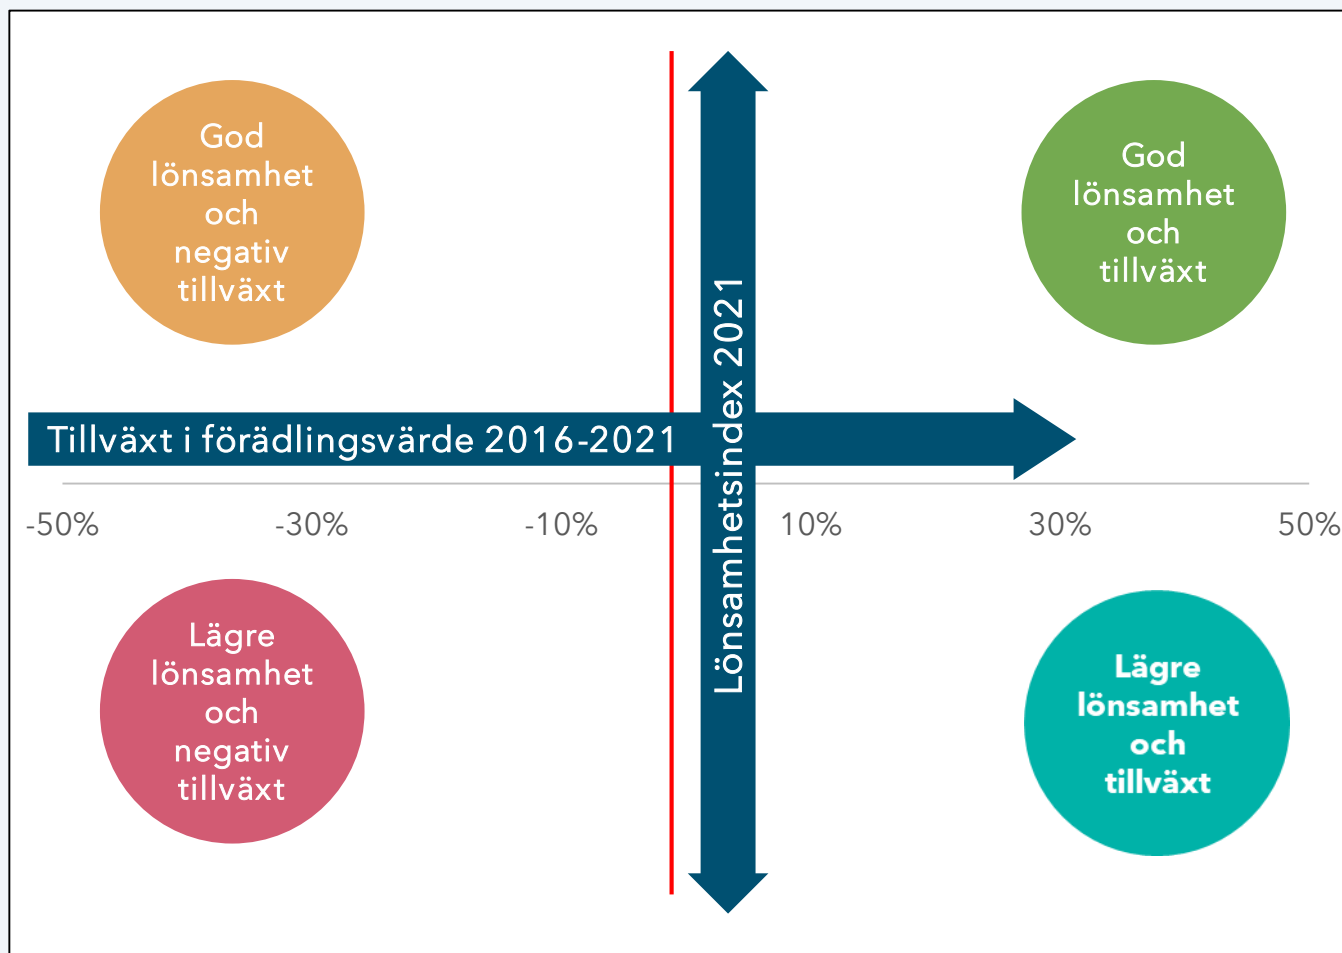 God
lönsamhet
och
negativ
tillväxt
God
lönsamhet
och
tillväxt
Lönsamhetsindex 2021
Tillväxt i förädlingsvärde 2016-2021
-50%
-30%
-10%
10%
30%
50%
Lägre
lönsamhet
och
negativ
tillväxt
Lägre
lönsamhet
och
tillväxt